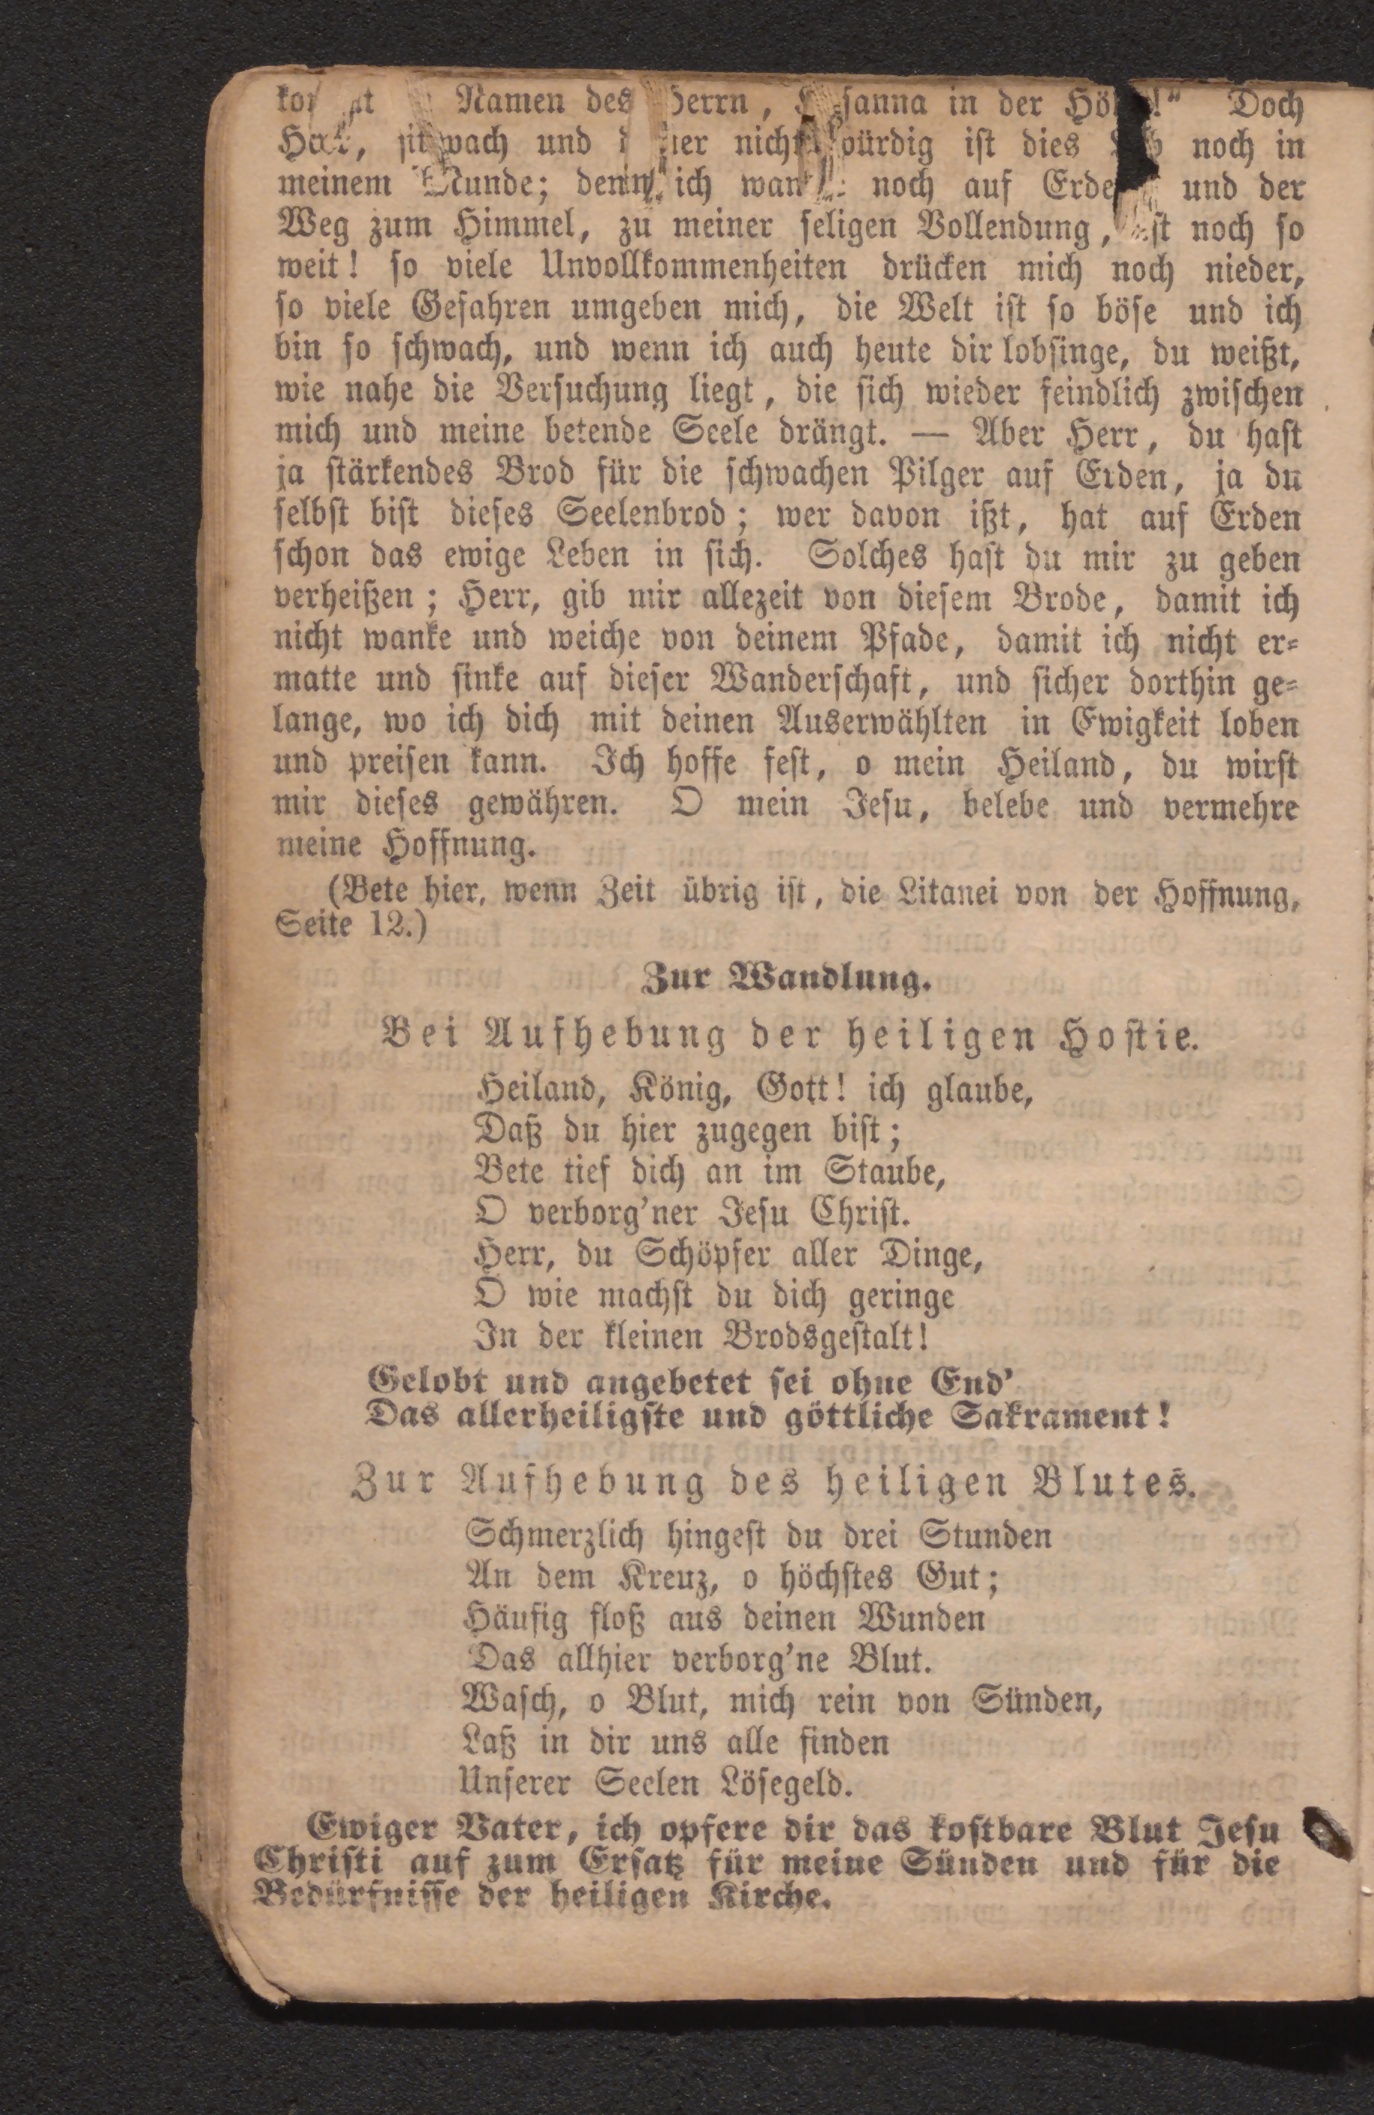 Namen des Herrn, Hosanna in der Höhe!“ Doch
und nicht würdig ist dies noch in
meinem Munde; denn ich noch auf Erden und der
Weg zum Himmel, zu meiner seligen Vollendung, ist noch so
weit! so viele Unvollkommenheiten drücken mich noch nieder,
so viele Gefahren umgeben mich, die Welt ist so böse und ich
bin so schwach, und wenn ich auch heute dir lobsinge, du weißt,
wie nahe die Versuchung liegt, die sich wieder feindlich zwischen
mich und meine betende Seele drängt. — Aber Herr, du hast
ja stärkendes Brod für die schwachen Pilger auf Erden, ja du
selbst bist dieses Seelenbrod; wer davon ißt, hat auf Erden
schon das ewige Leben in sich. Solches hast du mir zu geben
verheißen; Herr, gib mir allezeit von diesem Brode, damit ich
nicht wanke und weiche von deinem Pfade, damit ich nicht er-
matte und sinke auf dieser Wanderschaft, und sicher dorthin ge-
lange, wo ich dich mit deinen Auserwählten in Ewigkeit loben
und preisen kann. Ich hoffe fest, o mein Heiland, du wirst
mir dieses gewähren. O mein Jesu, belebe und vermehre
meine Hoffnung.
(Bete hier, wenn Zeit übrig ist, die Litanei von der Hoffnung,
Seite 12.)
Zur Wandlung.
Bei Aufhebung der heiligen Hostie.
Heiland, König, Gott! ich glaube,
Daß du hier zugegen bist;
Bete tief dich an im Staube,
O verborg'ner Jesu Christ.
Herr, du Schöpfer aller Dinge,
O wie machst du dich geringe
In der kleinen Brodsgestalt!
Gelobt und angebetet sei ohne End'
Das allerheiligste und göttliche Sakrament!
Zur Aufhebung des heiligen Blutes.
Schmerzlich hingest du drei Stunden
An dem Kreuz, o höchstes Gut;
Häufig floß aus deinen Wunden
Das allhier verborg'ne Blut.
Wasch, o Blut, mich rein von Sünden,
Laß in dir uns alle finden
Unserer Seelen Lösegeld.
Ewiger Vater, ich opfere dir das kostbare Blut Jesu
Christi auf zum Ersatz für meine Sünden und für die
Bedürfnisse der heiligen Kirche.